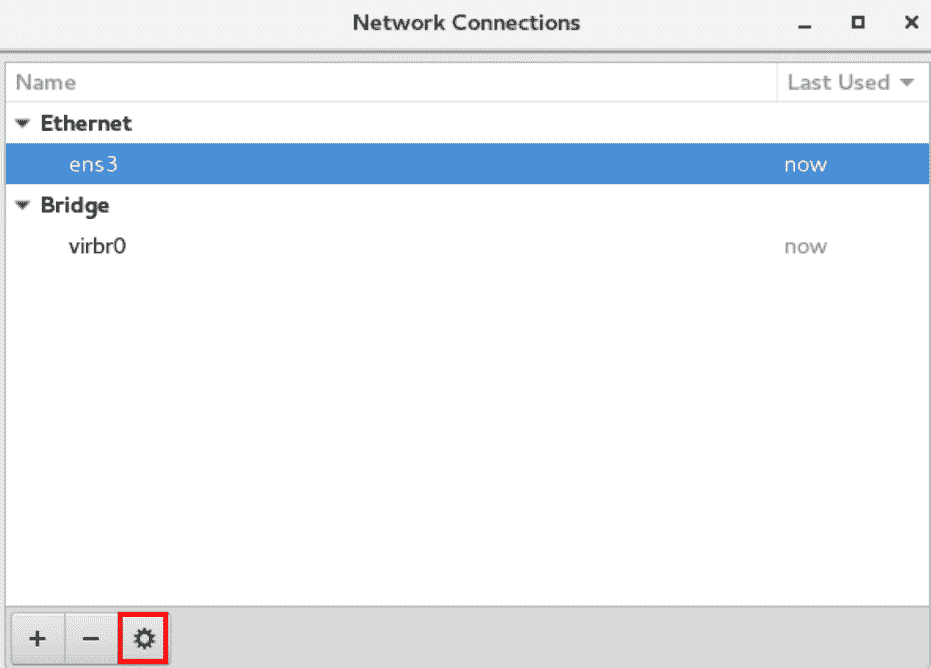 Network Connections
Name Last Used
Ethernet
ens3 now
Bridge
virbr0 now